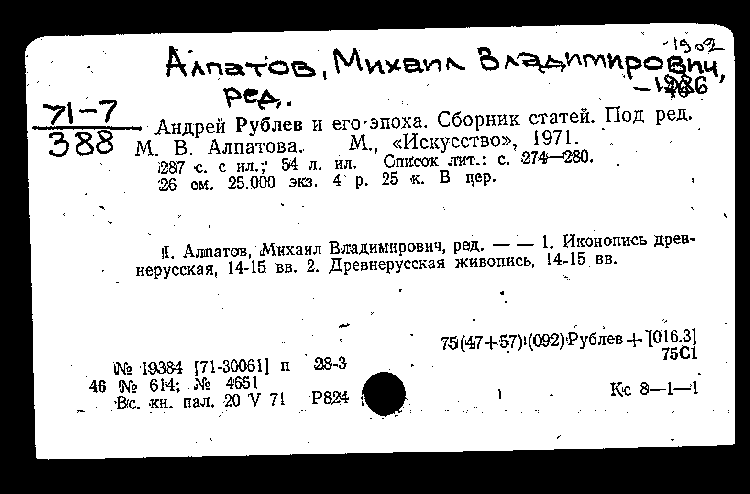 Алпатов, Михаил Владимирович, 1902
ред. -1986
71-7
388
Андрей Рублев и его эпоха. Сборник статей. Под ред.
М. В. Алпатова. М., «Искусство», 1971.
287 с. с ил.; 54 л. ил. Список лит.: с. 274—280.
26 см. 25.000 экз. 4 р. 25 к. В пер.
I. Алпатов, Михаил Владимирович, ред. — — 1. Иконопись древ-
нерусская, 14-15 вв. 2. Древнерусская живопись, 14-15 вв.
75(47+57)(092)Рублев + [016.3]
75С1
№ 19384 [71-30061] п 28-3
46 № 614; № 4651
Вс. кн. пал. 20 V 71 Р824
Кс 8—1—1